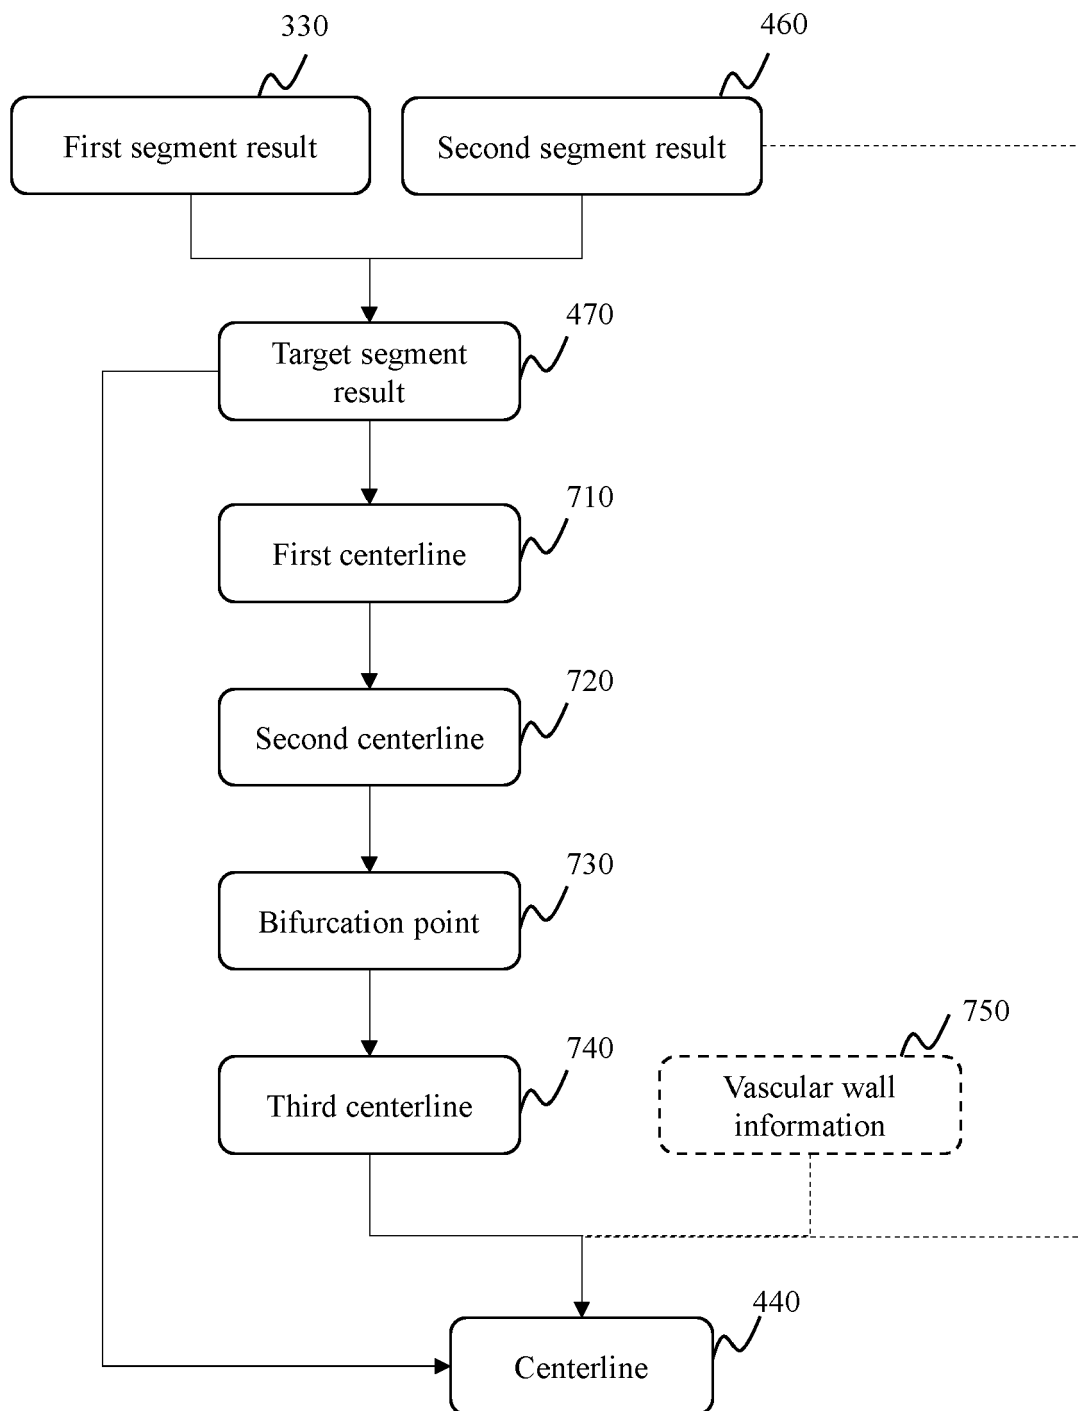 330
460
First segment result
Second segment result
470
Target segment
result
710
First centerline
720
Second centerline
730
Bifurcation point
740
Third centerline
750
Vascular wall
information
440
Centerline